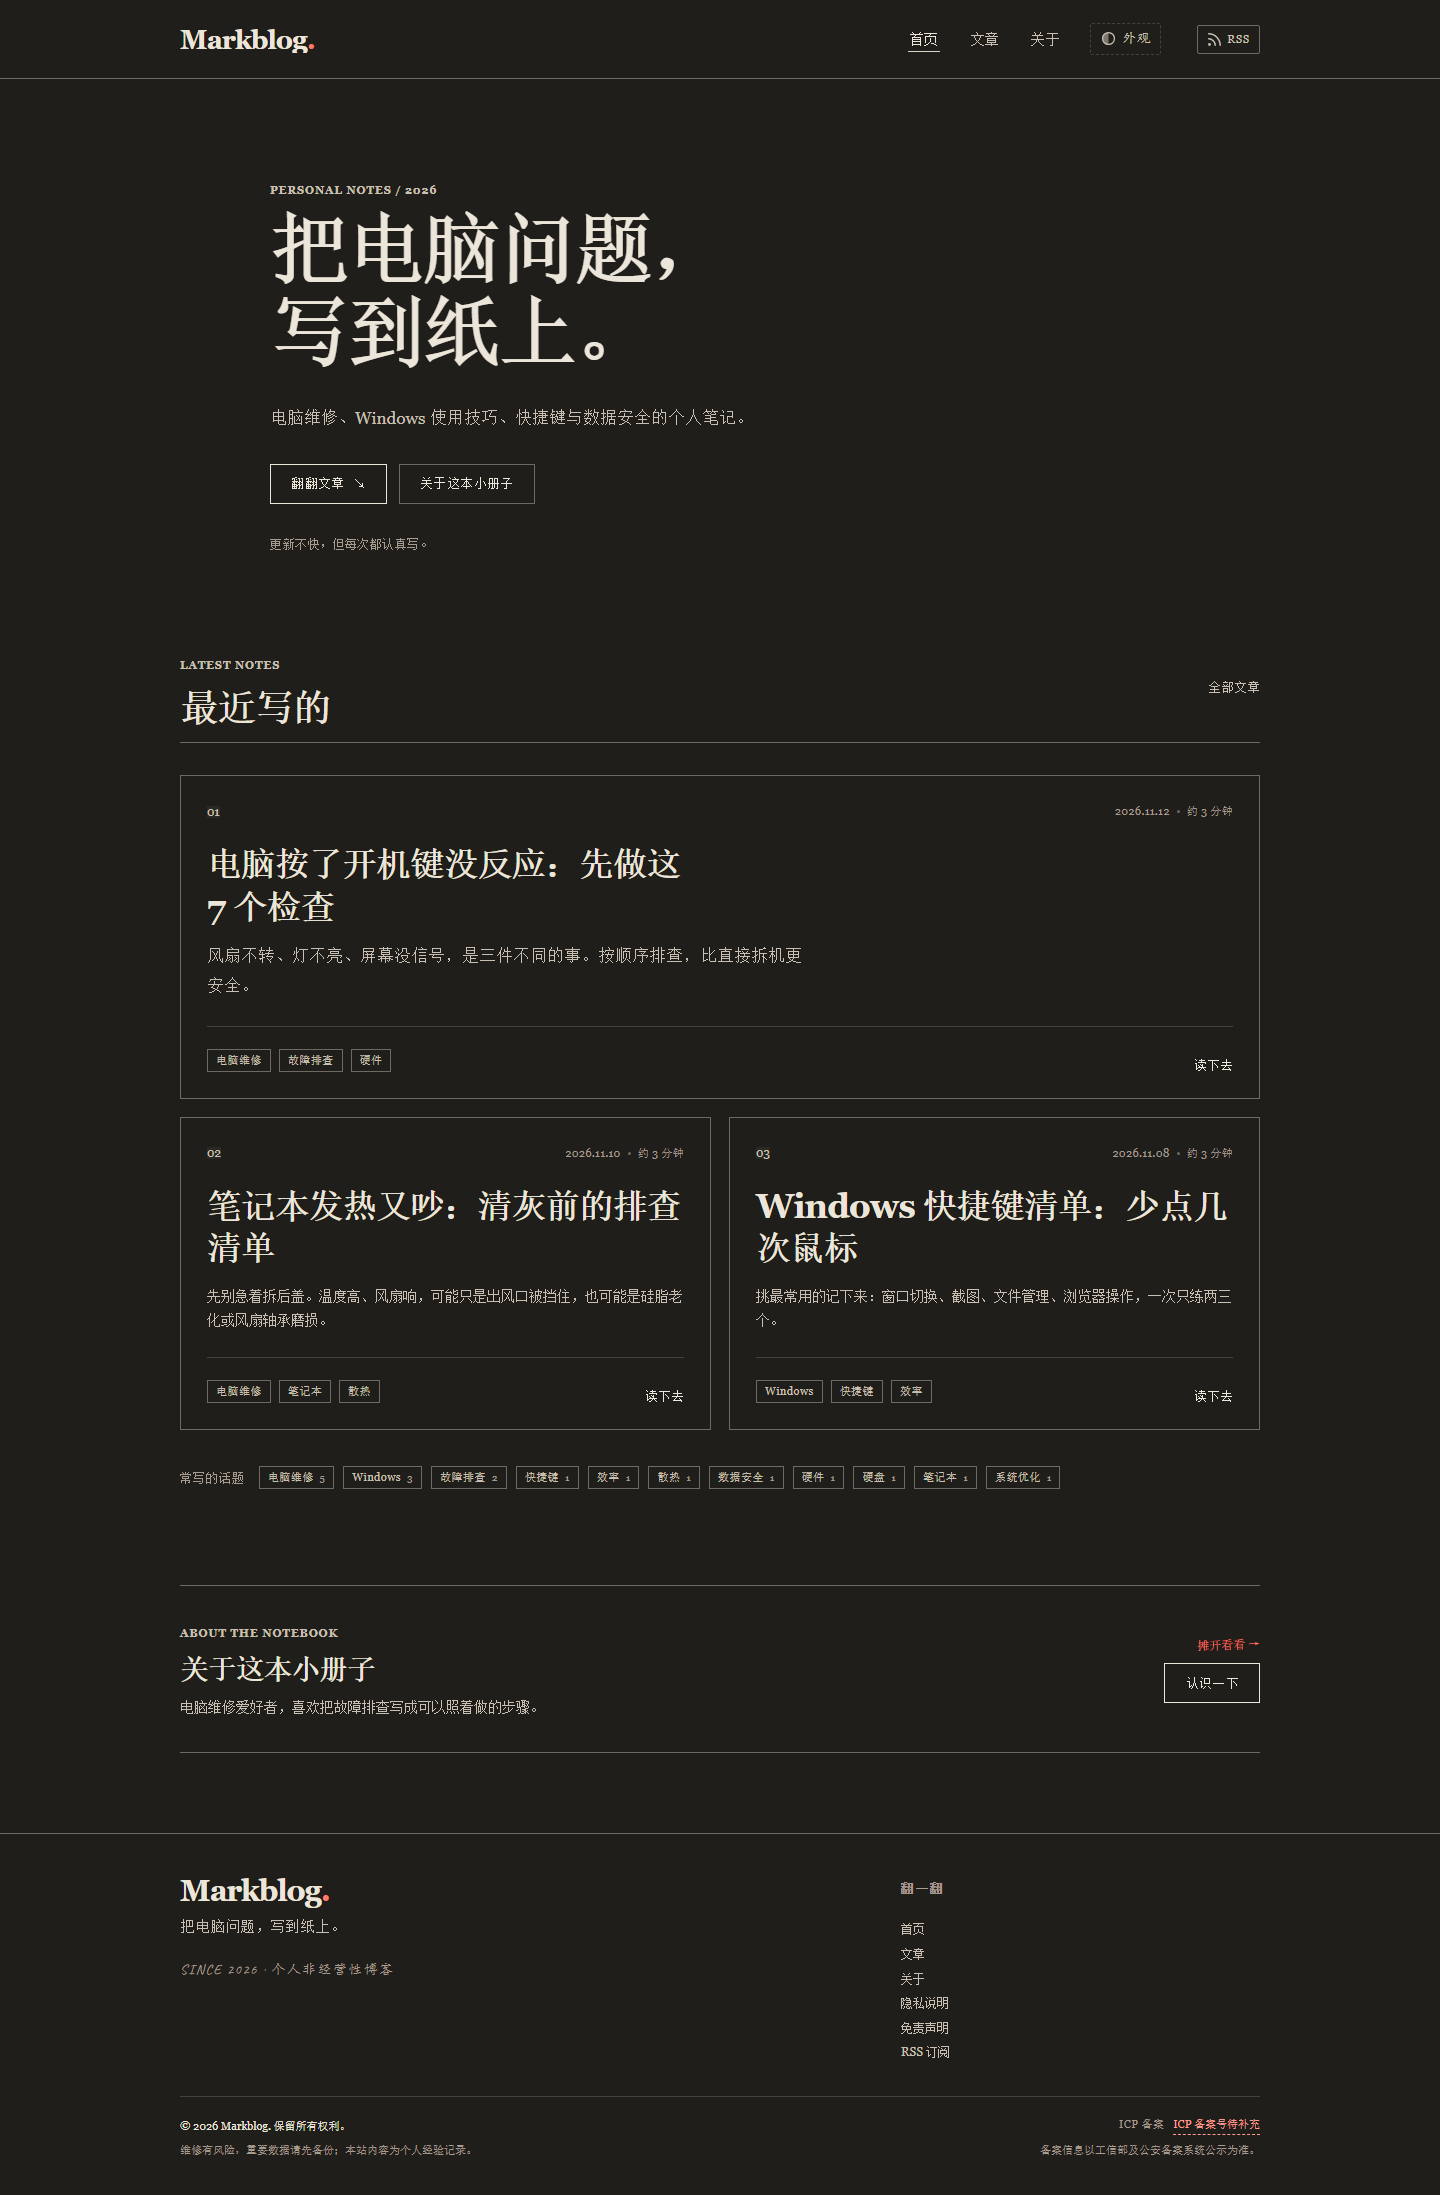 Markblog.
首页 文章 关于 外观 RSS
PERSONAL NOTES / 2026
把电脑问题，
写到纸上。
电脑维修、Windows 使用技巧、快捷键与数据安全的个人笔记。
翻翻文章 ↘ 关于这本小册子
更新不快，但每次都认真写。
LATEST NOTES
最近写的
全部文章
01 2026.11.12 • 约 3 分钟
电脑按了开机键没反应：先做这
7 个检查
风扇不转、灯不亮、屏幕没信号，是三件不同的事。按顺序排查，比直接拆机更
安全。
电脑维修 故障排查 硬件 读下去
02 2026.11.10 • 约 3 分钟
笔记本发热又吵：清灰前的排查
清单
先别急着拆后盖。温度高、风扇响，可能只是出风口被挡住，也可能是硅脂老
化或风扇轴承磨损。
电脑维修 笔记本 散热 读下去
03 2026.11.08 • 约 3 分钟
Windows 快捷键清单：少点几
次鼠标
挑最常用的记下来：窗口切换、截图、文件管理、浏览器操作，一次只练两三
个。
Windows 快捷键 效率 读下去
常写的话题 电脑维修 5 Windows 3 故障排查 2 快捷键 1 效率 1 散热 1 数据安全 1 硬件 1 硬盘 1 笔记本 1 系统优化 1
ABOUT THE NOTEBOOK
关于这本小册子
电脑维修爱好者，喜欢把故障排查写成可以照着做的步骤。
摊开看看 →
认识一下
Markblog.
把电脑问题，写到纸上。
SINCE 2026 · 个人非经营性博客
翻一翻
首页
文章
关于
隐私说明
免责声明
RSS 订阅
© 2026 Markblog. 保留所有权利。
维修有风险，重要数据请先备份；本站内容为个人经验记录。
ICP 备案 ICP 备案号待补充
备案信息以工信部及公安备案系统公示为准。